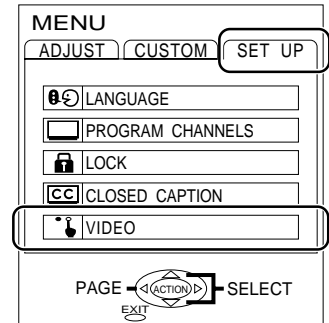 MENU
ADJUST CUSTOM SET UP
LANGUAGE
PROGRAM CHANNELS
LOCK
CC CLOSED CAPTION
VIDEO
PAGE ACTION SELECT
EXIT